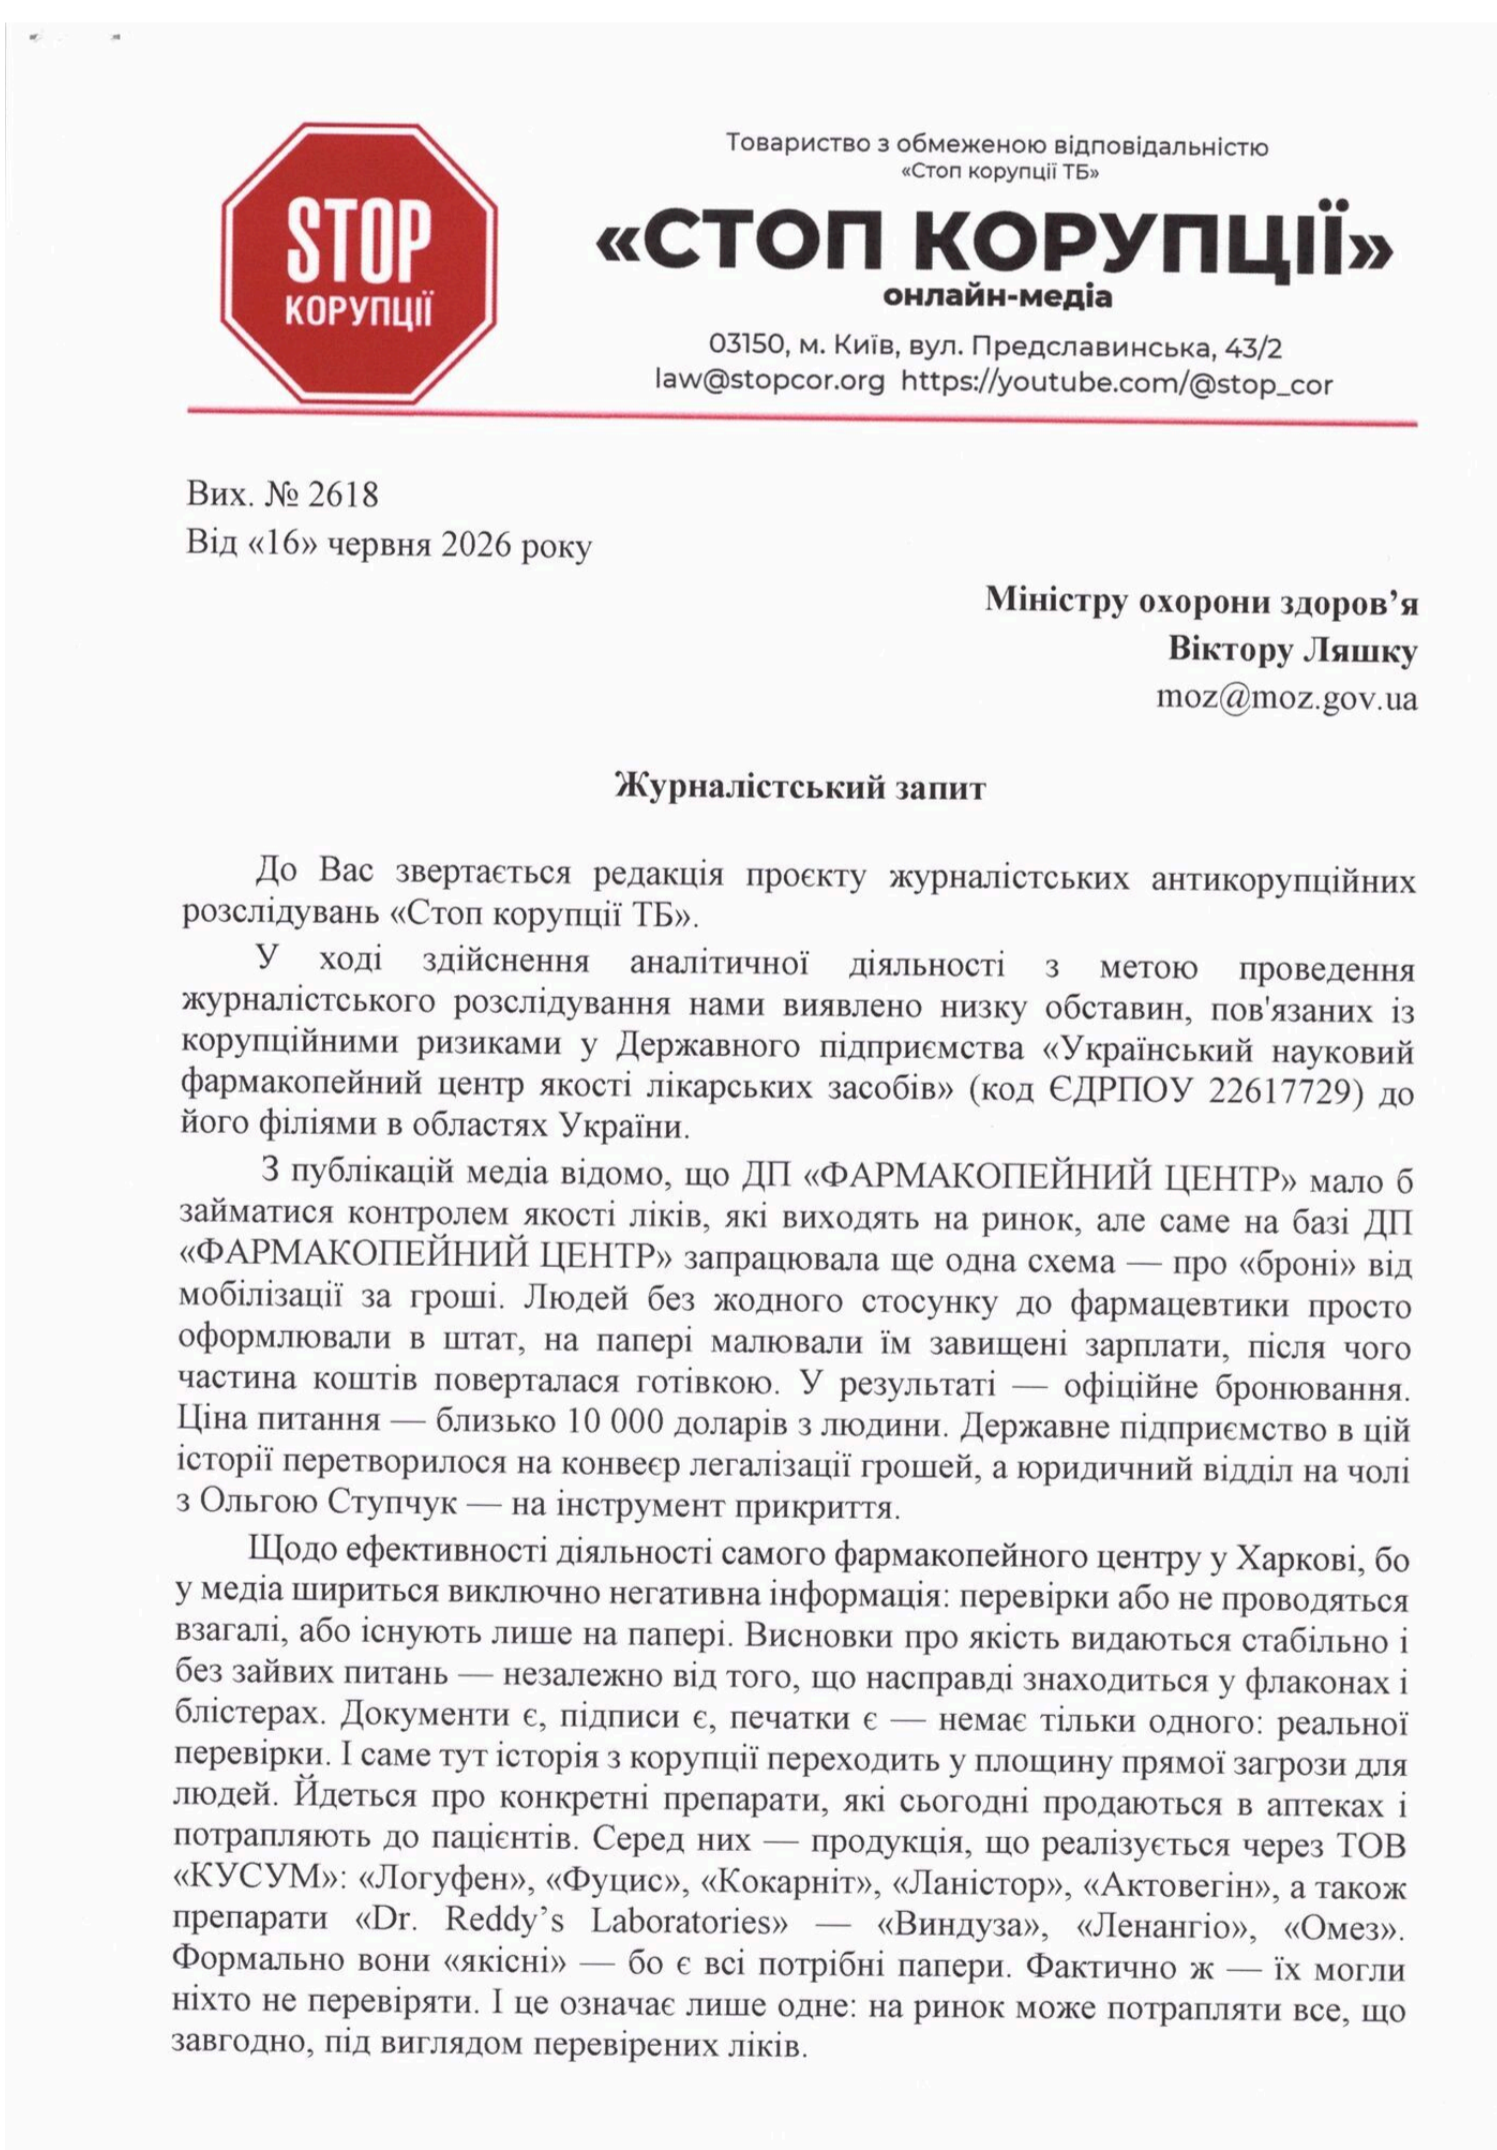 STOP
КОРУПЦІЇ
Товариство з обмеженою відповідальністю
«Стоп корупції ТБ»
«СТОП КОРУПЦІЇ»
онлайн-медіа
03150, м. Київ, вул. Предславинська, 43/2
law@stopcor.org https://youtube.com/@stop_cor
Вих. № 2618
Від «16» червня 2026 року
Міністру охорони здоров’я
Віктору Ляшку
moz@moz.gov.ua
Журналістський запит
До Вас звертається редакція проєкту журналістських антикорупційних
розслідувань «Стоп корупції ТБ».
У ході здійснення аналітичної діяльності з метою проведення
журналістського розслідування нами виявлено низку обставин, пов'язаних із
корупційними ризиками у Державного підприємства «Український науковий
фармакопейний центр якості лікарських засобів» (код ЄДРПОУ 22617729) до
його філіями в областях України.
З публікацій медіа відомо, що ДП «ФАРМАКОПЕЙНИЙ ЦЕНТР» мало б
займатися контролем якості ліків, які виходять на ринок, але саме на базі ДП
«ФАРМАКОПЕЙНИЙ ЦЕНТР» запрацювала ще одна схема — про «броні» від
мобілізації за гроші. Людей без жодного стосунку до фармацевтики просто
оформлювали в штат, на папері малювали їм завищені зарплати, після чого
частина коштів поверталася готівкою. У результаті — офіційне бронювання.
Ціна питання — близько 10 000 доларів з людини. Державне підприємство в цій
історії перетворилося на конвеєр легалізації грошей, а юридичний відділ на чолі
з Ольгою Ступчук — на інструмент прикриття.
Щодо ефективності діяльності самого фармакопейного центру у Харкові, бо
у медіа шириться виключно негативна інформація: перевірки або не проводяться
взагалі, або існують лише на папері. Висновки про якість видаються стабільно і
без зайвих питань — незалежно від того, що насправді знаходиться у флаконах і
блістерах. Документи є, підписи є, печатки є — немає тільки одного: реальної
перевірки. І саме тут історія з корупції переходить у площину прямої загрози для
людей. Йдеться про конкретні препарати, які сьогодні продаються в аптеках і
потрапляють до пацієнтів. Серед них — продукція, що реалізується через ТОВ
«КУСУМ»: «Логуфен», «Фуцис», «Кокарніт», «Ланістор», «Актовегін», а також
препарати «Dr. Reddy’s Laboratories» — «Виндуза», «Ленангіо», «Омез».
Формально вони «якісні» — бо є всі потрібні папери. Фактично ж — їх могли
ніхто не перевіряти. І це означає лише одне: на ринок може потрапляти все, що
завгодно, під виглядом перевірених ліків.